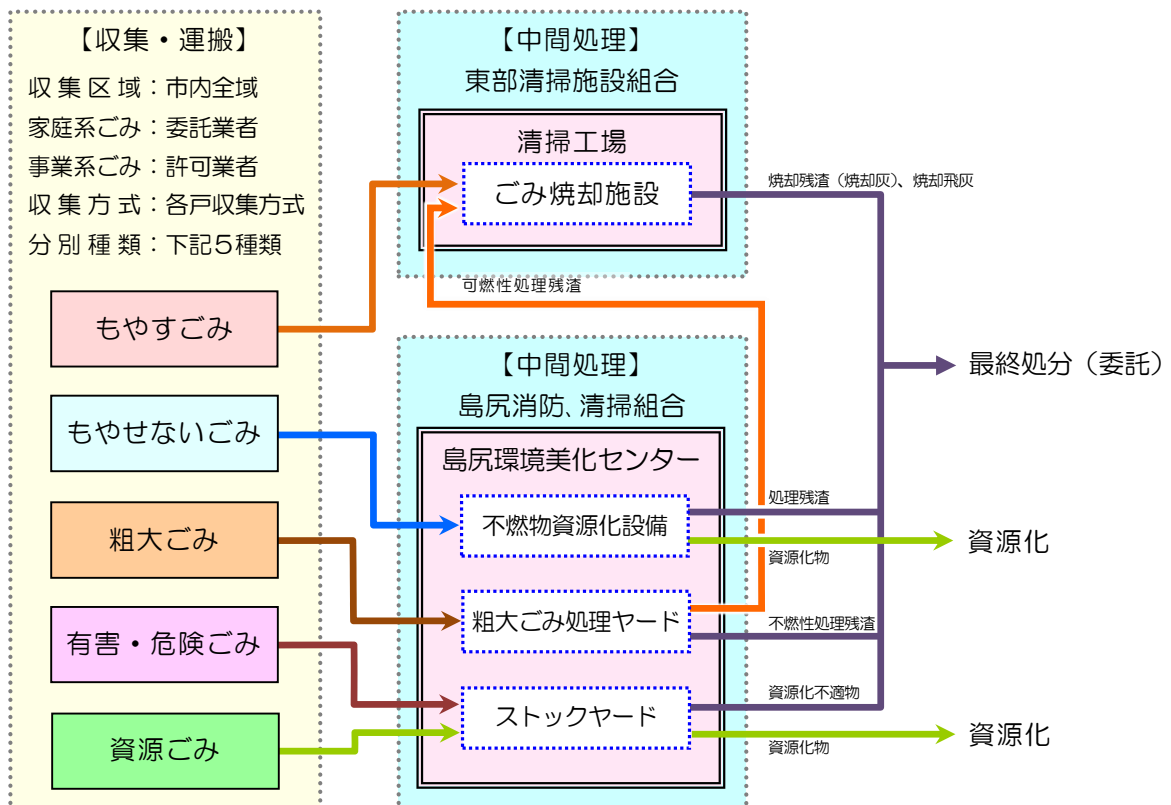 【収集・運搬】
収集区域：市内全域
家庭系ごみ：委託業者
事業系ごみ：許可業者
収集方式：各戸収集方式
分別種類：下記５種類
もやすごみ
もやせないごみ
粗大ごみ
有害・危険ごみ
資源ごみ
【中間処理】
東部清掃施設組合
清掃工場
ごみ焼却施設
可燃性処理残渣
【中間処理】
島尻消防、清掃組合
島尻環境美化センター
不燃物資源化設備
粗大ごみ処理ヤード
ストックヤード
焼却残渣（焼却灰）、焼却飛灰
最終処分（委託）
処理残渣
資源化物
資源化
不燃性処理残渣
資源化不適物
資源化物
資源化